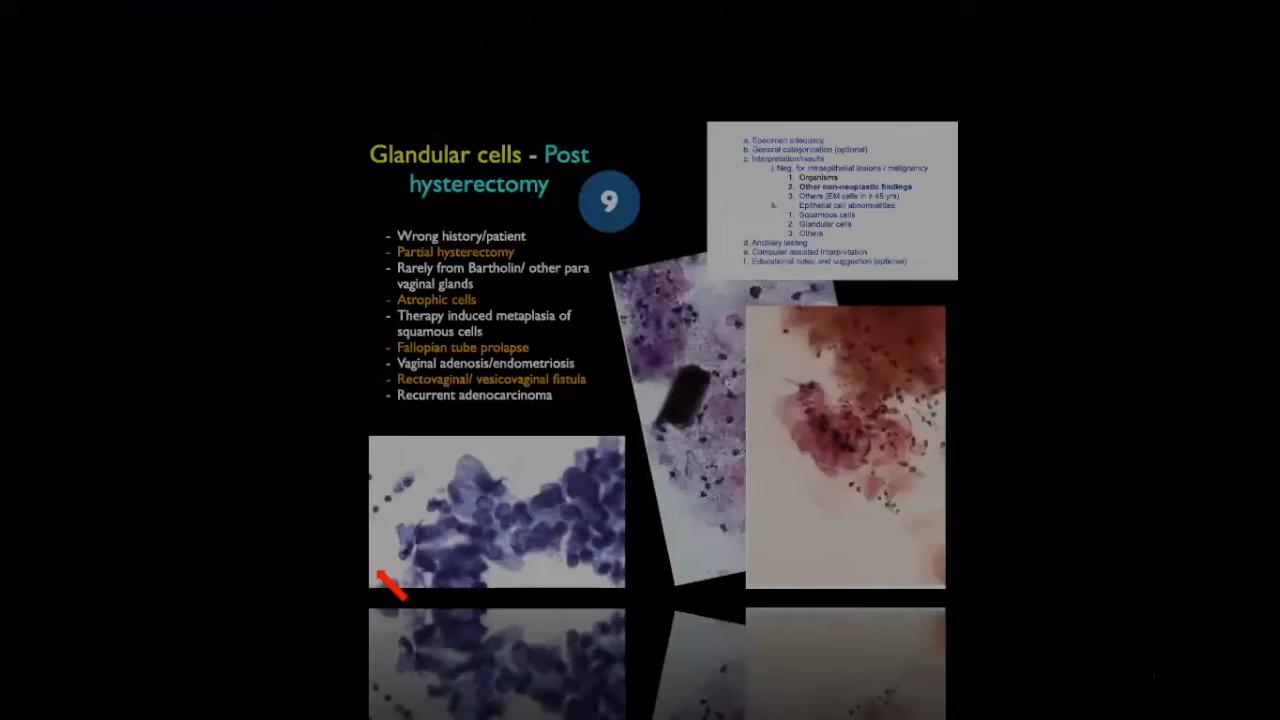 Glandular cells - Post
hysterectomy
9
- Wrong history/patient
- Partial hysterectomy
- Rarely from Bartholin/ other para
vaginal glands
- Atrophic cells
- Therapy induced metaplasia of
squamous cells
- Fallopian tube prolapse
- Vaginal adenosis/endometriosis
- Rectovaginal/ vesicovaginal fistula
- Recurrent adenocarcinoma
a. Specimen adequacy
b. General categorization (optional)
c. Interpretation/results
i. Neg. for intraepithelial lesions / malignancy
1. Organisms
2. Other non-neoplastic findings
3. Others (EM cells in ≥ 45 yrs)
ii. Epithelial cell abnormalities
1. Squamous cells
2. Glandular cells
3. Others
d. Ancillary testing
e. Computer assisted interpretation
f. Educational notes and suggestion (optional)